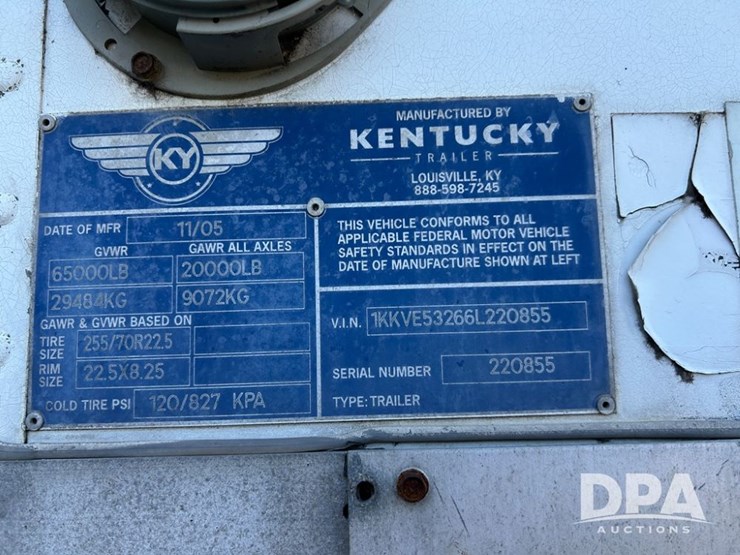 KY
MANUFACTURED BY
KENTUCKY
TRAILER
LOUISVILLE, KY
888-598-7245
DATE OF MFR 11/05
GVWR GAWR ALL AXLES
65000LB 20000LB
29484KG 9072KG
GAWR & GVWR BASED ON
TIRE SIZE 255/70R22.5
RIM SIZE 22.5X8.25
COLD TIRE PSI 120/827 KPA
THIS VEHICLE CONFORMS TO ALL
APPLICABLE FEDERAL MOTOR VEHICLE
SAFETY STANDARDS IN EFFECT ON THE
DATE OF MANUFACTURE SHOWN AT LEFT
V.I.N. 1KKVE53266L220855
SERIAL NUMBER 220855
TYPE: TRAILER
DPA
AUCTIONS